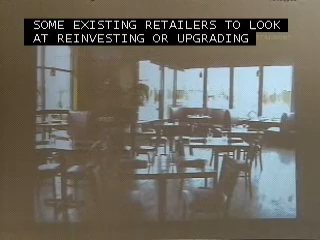 SOME EXISTING RETAILERS TO LOOK
AT REINVESTING OR UPGRADING